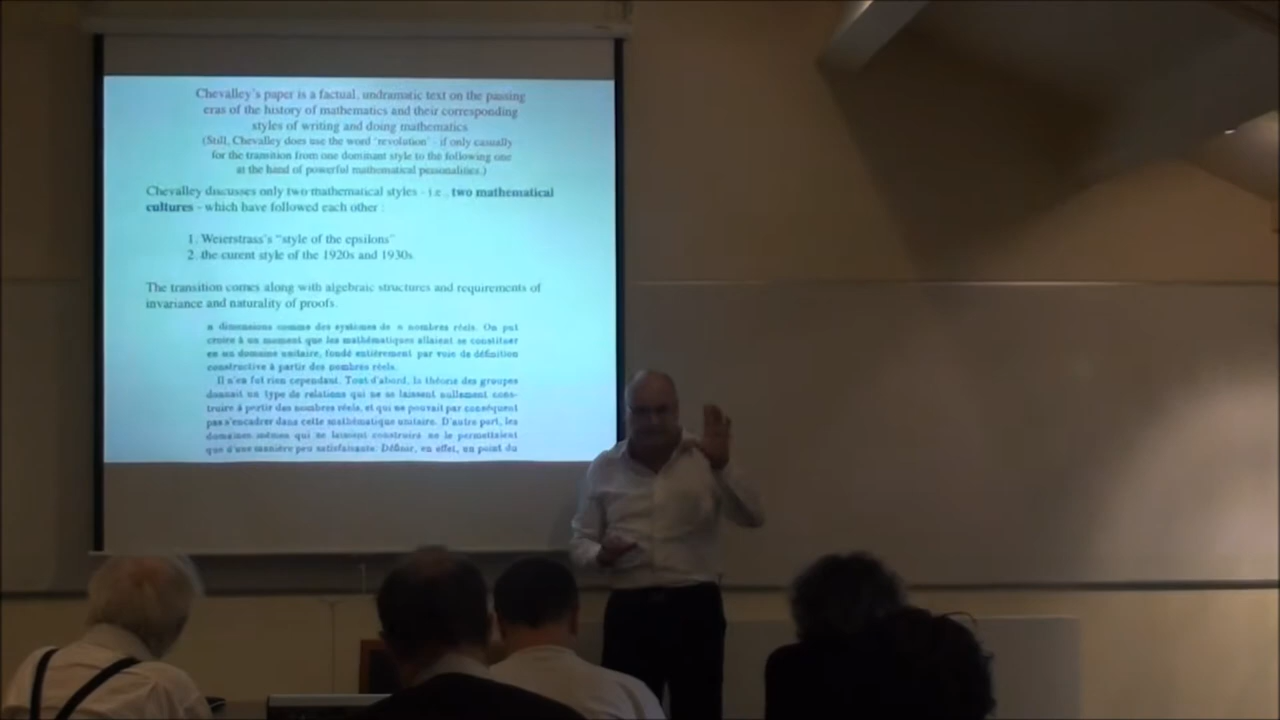 Chevalley's paper is a factual, undramatic text on the passing
eras of the history of mathematics and their corresponding
styles of writing and doing mathematics.
(Still, Chevalley does use the word 'revolution' - if only casually
for the transition from one dominant style to the following one
at the hand of powerful mathematical personalities.)
Chevalley discusses only two mathematical styles - i.e., two mathematical
cultures - which have followed each other :
1. Weierstrass's "style of the epsilons"
2. the curent style of the 1920s and 1930s.
The transition comes along with algebraic structures and requirements of
invariance and naturality of proofs.
n dimensions comme des systèmes de n nombres réels. On put
croire à un moment que les mathématiques allaient se constituer
en un domaine unitaire, fondé entièrement par voie de définition
constructive à partir des nombres réels.
Il n'en fut rien cependant. Tout d'abord, la théorie des groupes
donnait un type de relations qui ne se laissent nullement cons-
truire à partir des nombres réels, et qui ne pouvait par conséquent
pas s'encadrer dans cette mathématique unitaire. D'autre part, les
domaines mêmes qui se laissent construire ne le permettaient
que d'une manière peu satisfaisante. Définir, en effet, un point du